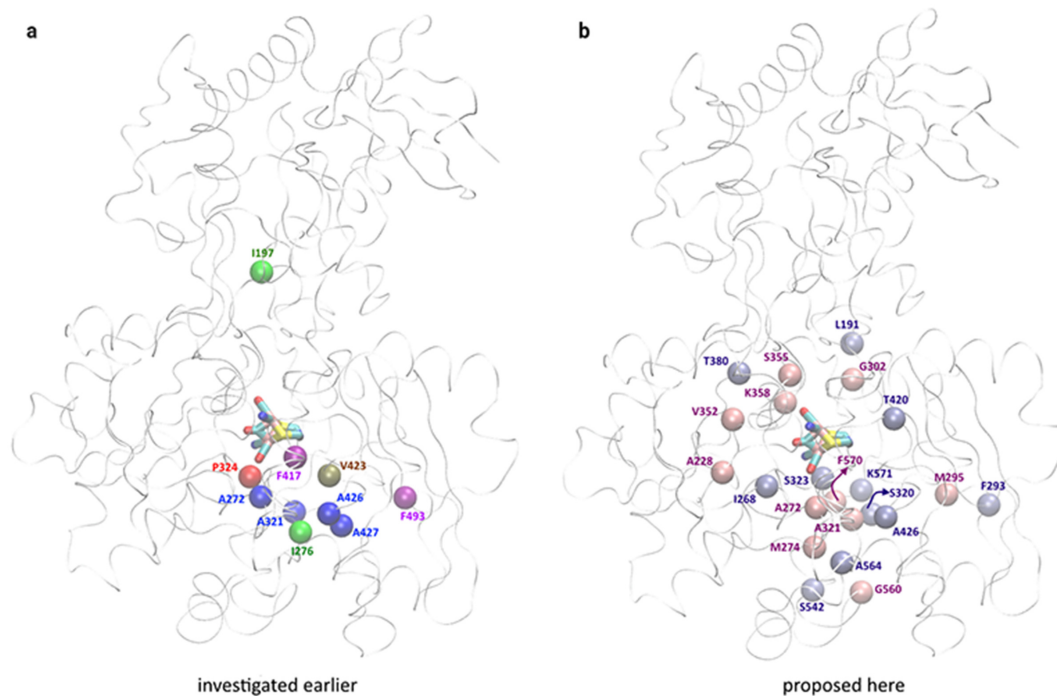 a
I197
P324
F417
V423
A272
A426
F493
A321
A427
I276
investigated earlier
b
L191
T380
S355
G302
K358
T420
V352
F570
A228
S323
K571
M295
I268
S320
F293
A272
A321
A426
M274
A564
S542
G560
proposed here